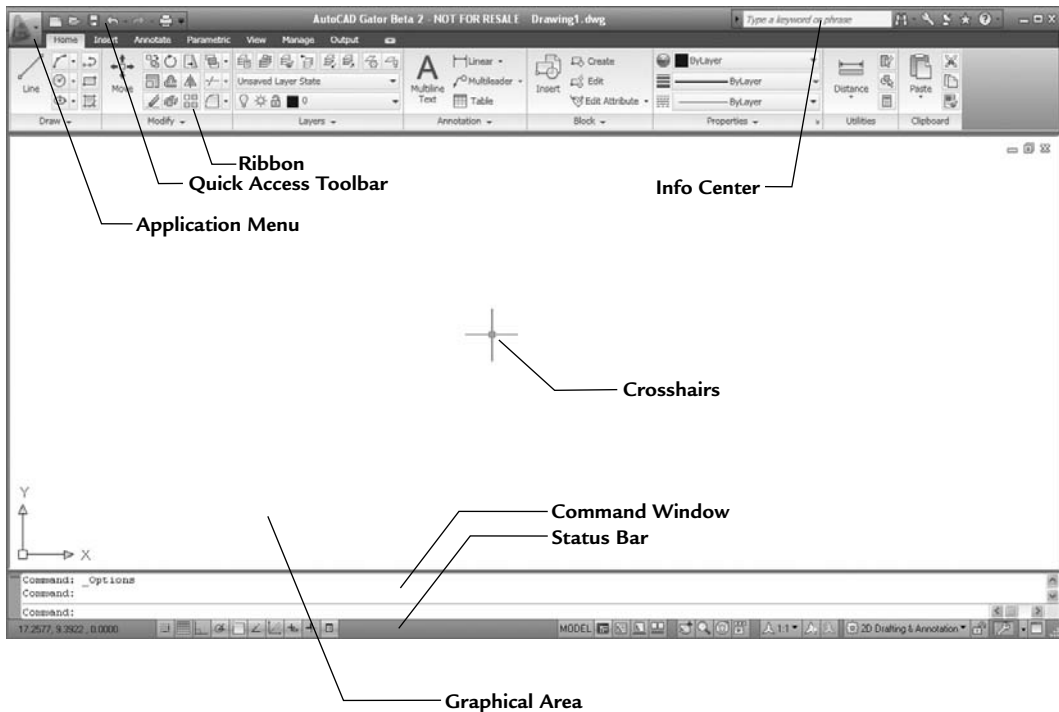 AutoCAD Gator Beta 2 - NOT FOR RESALE Drawing1.dwg
Type a keyword or phrase
Home Insert Annotate Parametric View Manage Output
Line
Move
Unsaved Layer State
0
Multiline Text
Linear
Multileader
Table
Insert
Create
Edit
Edit Attribute
ByLayer
ByLayer
ByLayer
Distance
Paste
Draw Modify Layers Annotation Block Properties Utilities Clipboard
Ribbon
Quick Access Toolbar
Info Center
Application Menu
Crosshairs
Y
X
Command Window
Status Bar
Command: _Options
Command:
Command:
17.2577, 9.3922, 0.0000 MODEL 1:1 2D Drafting & Annotation
Graphical Area